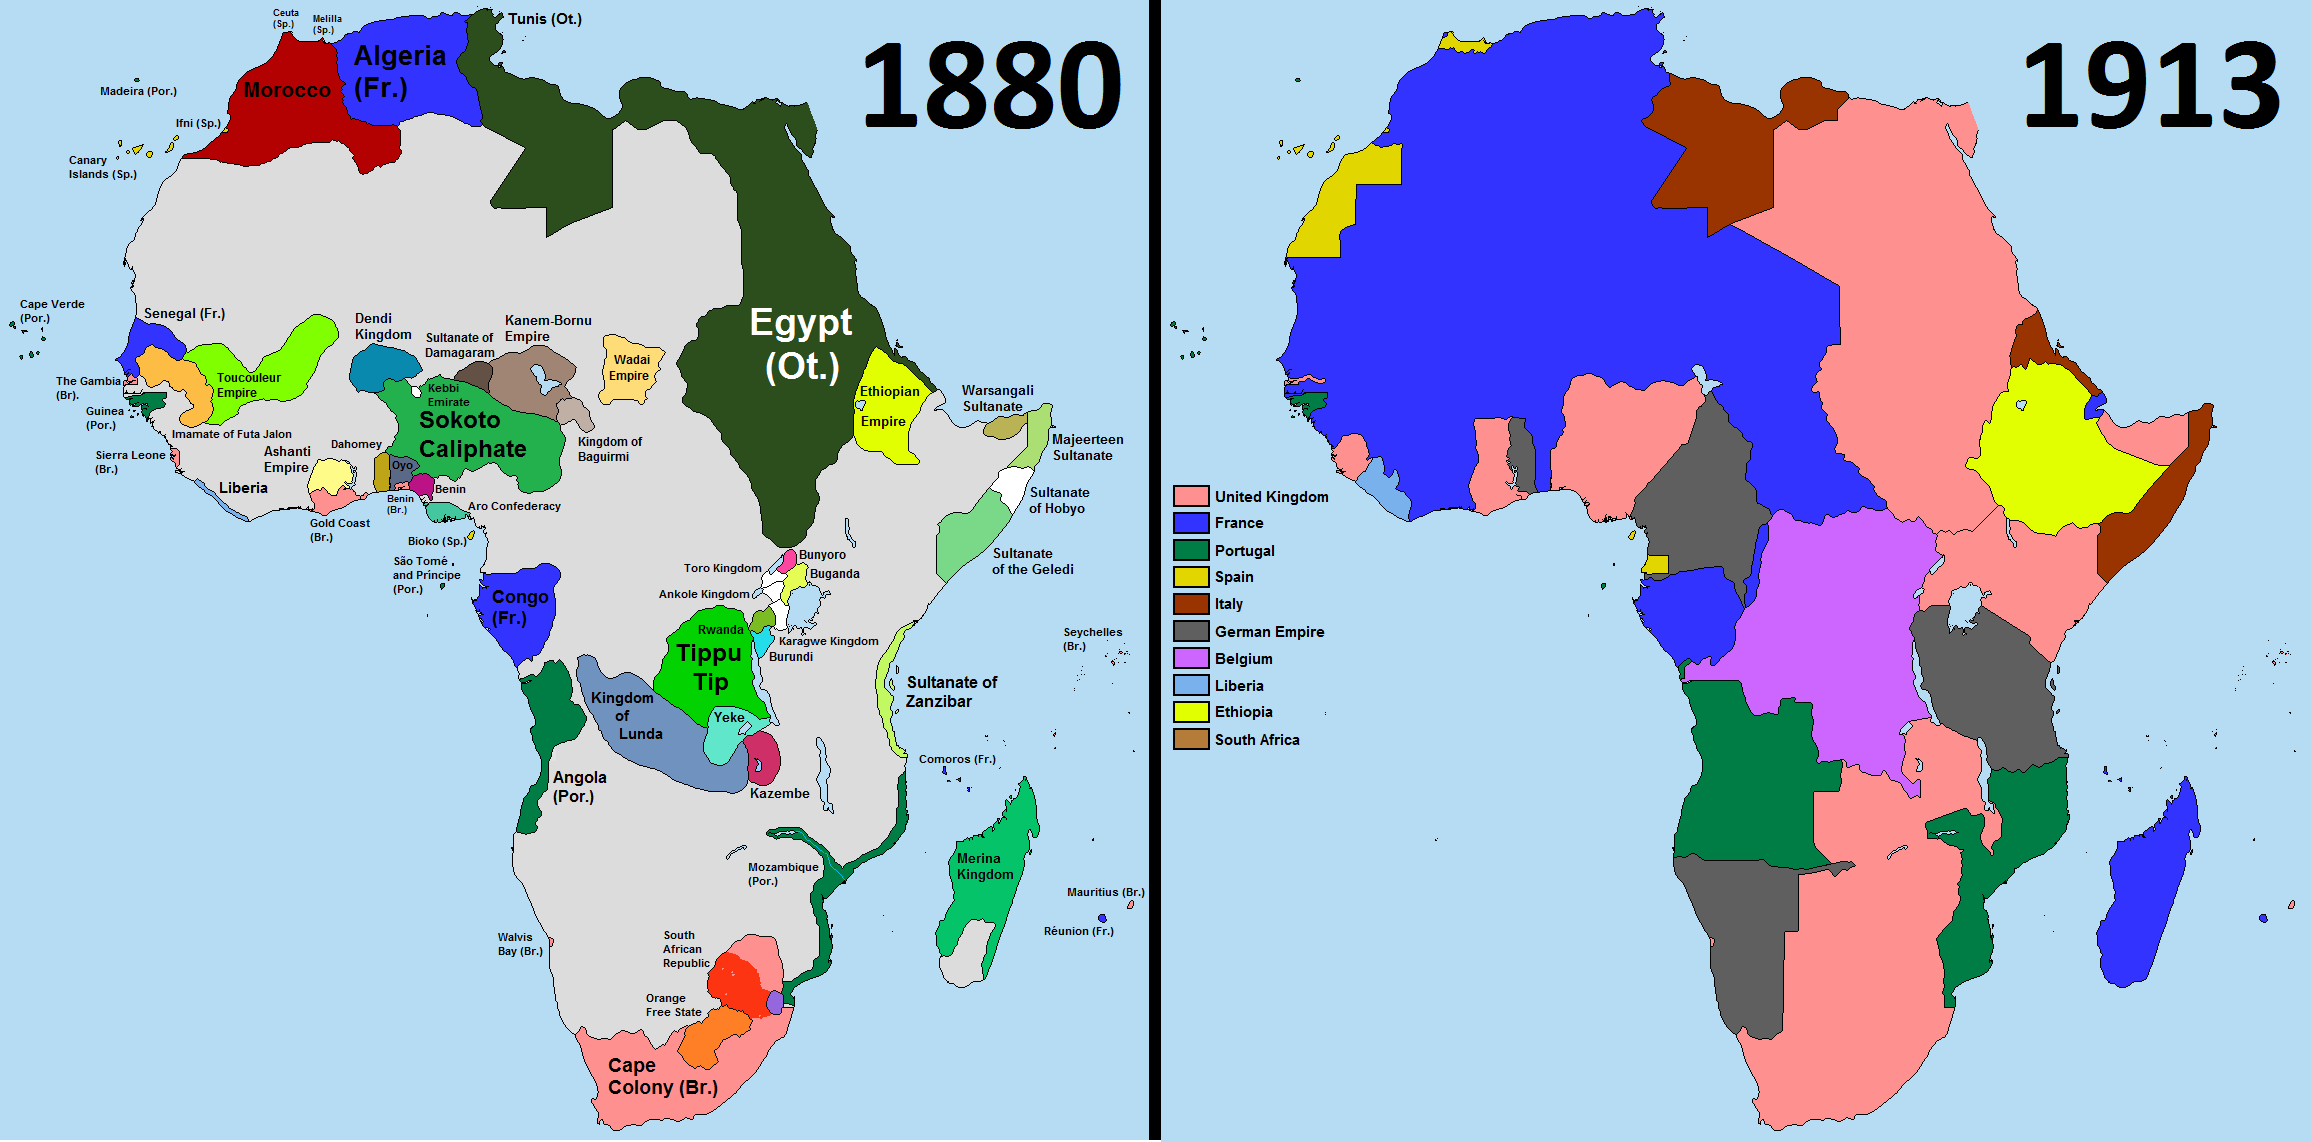 Ceuta
(Sp.)
Melilla
(Sp.)
Tunis (Ot.)
1880
Algeria
(Fr.)
Morocco
Madeira (Por.)
Ifni (Sp.)
Canary
Islands (Sp.)
Cape Verde
(Por.)
Senegal (Fr.)
Dendi
Kingdom
Sultanate of
Damagaram
Kanem-Bornu
Empire
Wadai
Empire
Egypt
(Ot.)
The Gambia
(Br).
Toucouleur
Empire
Kebbi
Emirate
Ethiopian
Empire
Warsangali
Sultanate
Guinea
(Por.)
Imamate of Futa Jalon
Sokoto
Caliphate
Kingdom of
Baguirmi
Majeerteen
Sultanate
Sierra Leone
(Br.)
Ashanti
Empire
Dahomey
Oyo
Liberia
Benin
(Br.)
Benin
Aro Confederacy
Sultanate
of Hobyo
Gold Coast
(Br.)
Bioko (Sp.)
São Tomé
and Príncipe
(Por.)
Sultanate
of the Geledi
Bunyoro
Toro Kingdom
Buganda
Ankole Kingdom
Congo
(Fr.)
Rwanda
Karagwe Kingdom
Burundi
Seychelles
(Br.)
Tippu
Tip
Sultanate of
Zanzibar
Kingdom
of
Lunda
Yeke
Comoros (Fr.)
Angola
(Por.)
Kazembe
Mozambique
(Por.)
Merina
Kingdom
Mauritius (Br.)
Réunion (Fr.)
Walvis
Bay (Br.)
South
African
Republic
Orange
Free State
Cape
Colony (Br.)
1913
United Kingdom
France
Portugal
Spain
Italy
German Empire
Belgium
Liberia
Ethiopia
South Africa